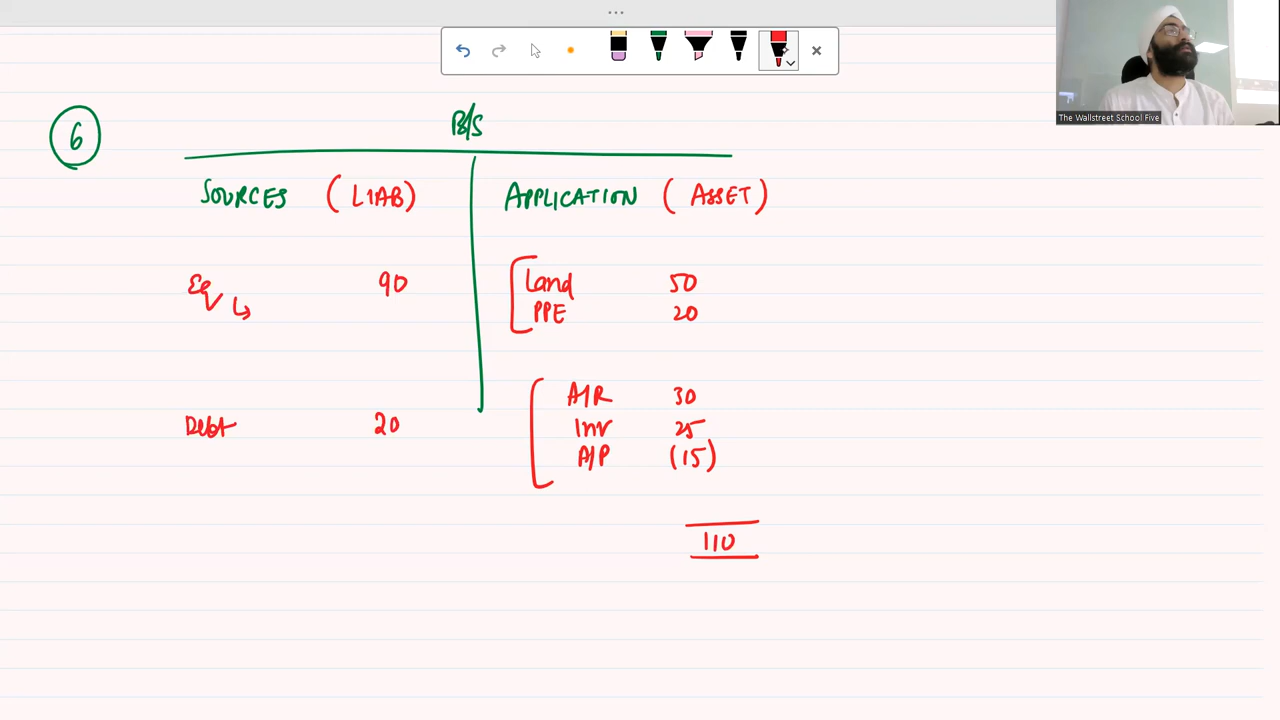 The Wallstreet School Five
6
B/S
SOURCES (LIAB) APPLICATION (ASSET)
Eq 90 Land 50
PPE 20
A/R 30
Debt 20 Inv 25
A/P (15)
110